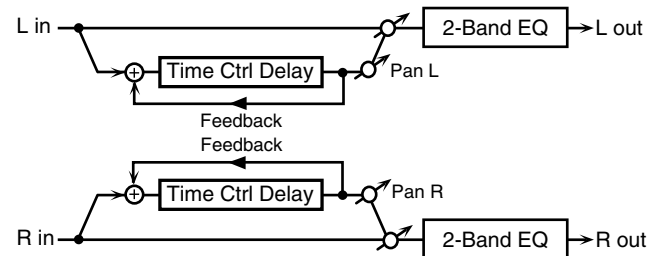 L in
2-Band EQ
L out
+
Time Ctrl Delay
Pan L
Feedback
Feedback
+
Time Ctrl Delay
Pan R
R in
2-Band EQ
R out